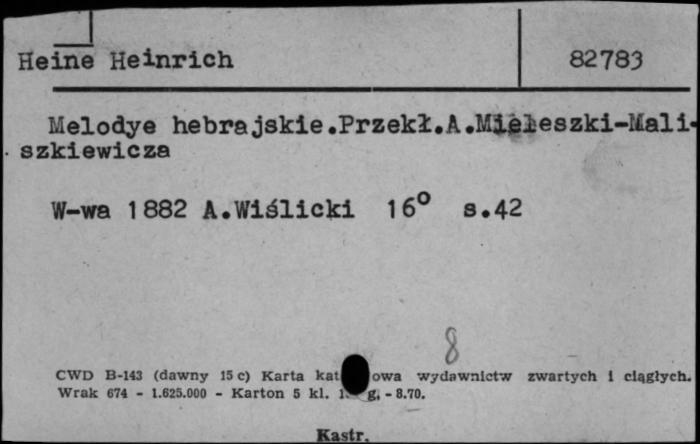 Heine Heinrich 82783
Melodye hebrajskie.Przekł.A.Mieleszki-Mali-
szkiewicza
W-wa 1882 A.Wiślicki 16° s.42
8
CWD B-143 (dawny 15 c) Karta kat owa wydawnictw zwartych i ciągłych.
Wrak 674 - 1.625.000 - Karton 5 kl. g. - 8.70.
Kastr.